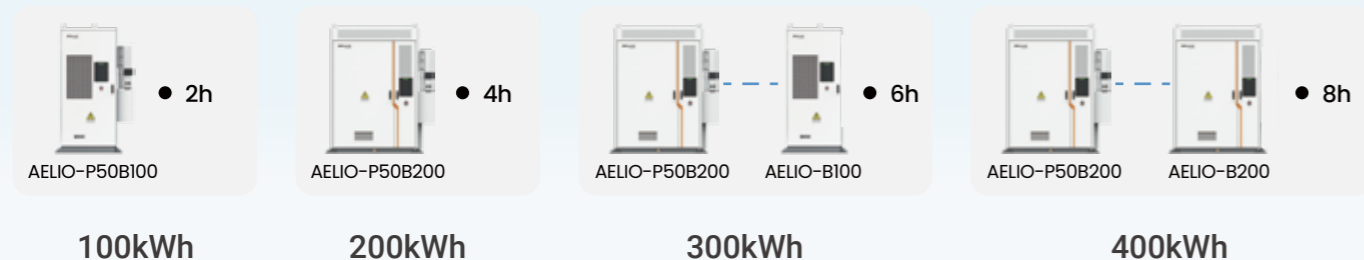 2h
4h
6h
8h
AELIO-P50B100
AELIO-P50B200
AELIO-P50B200 AELIO-B100
AELIO-P50B200 AELIO-B200
100kWh
200kWh
300kWh
400kWh